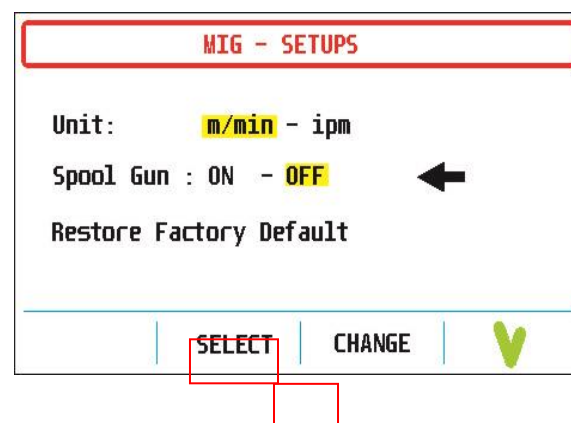 MIG - SETUPS
Unit: m/min - ipm
Spool Gun : ON - OFF
Restore Factory Default
SELECT CHANGE